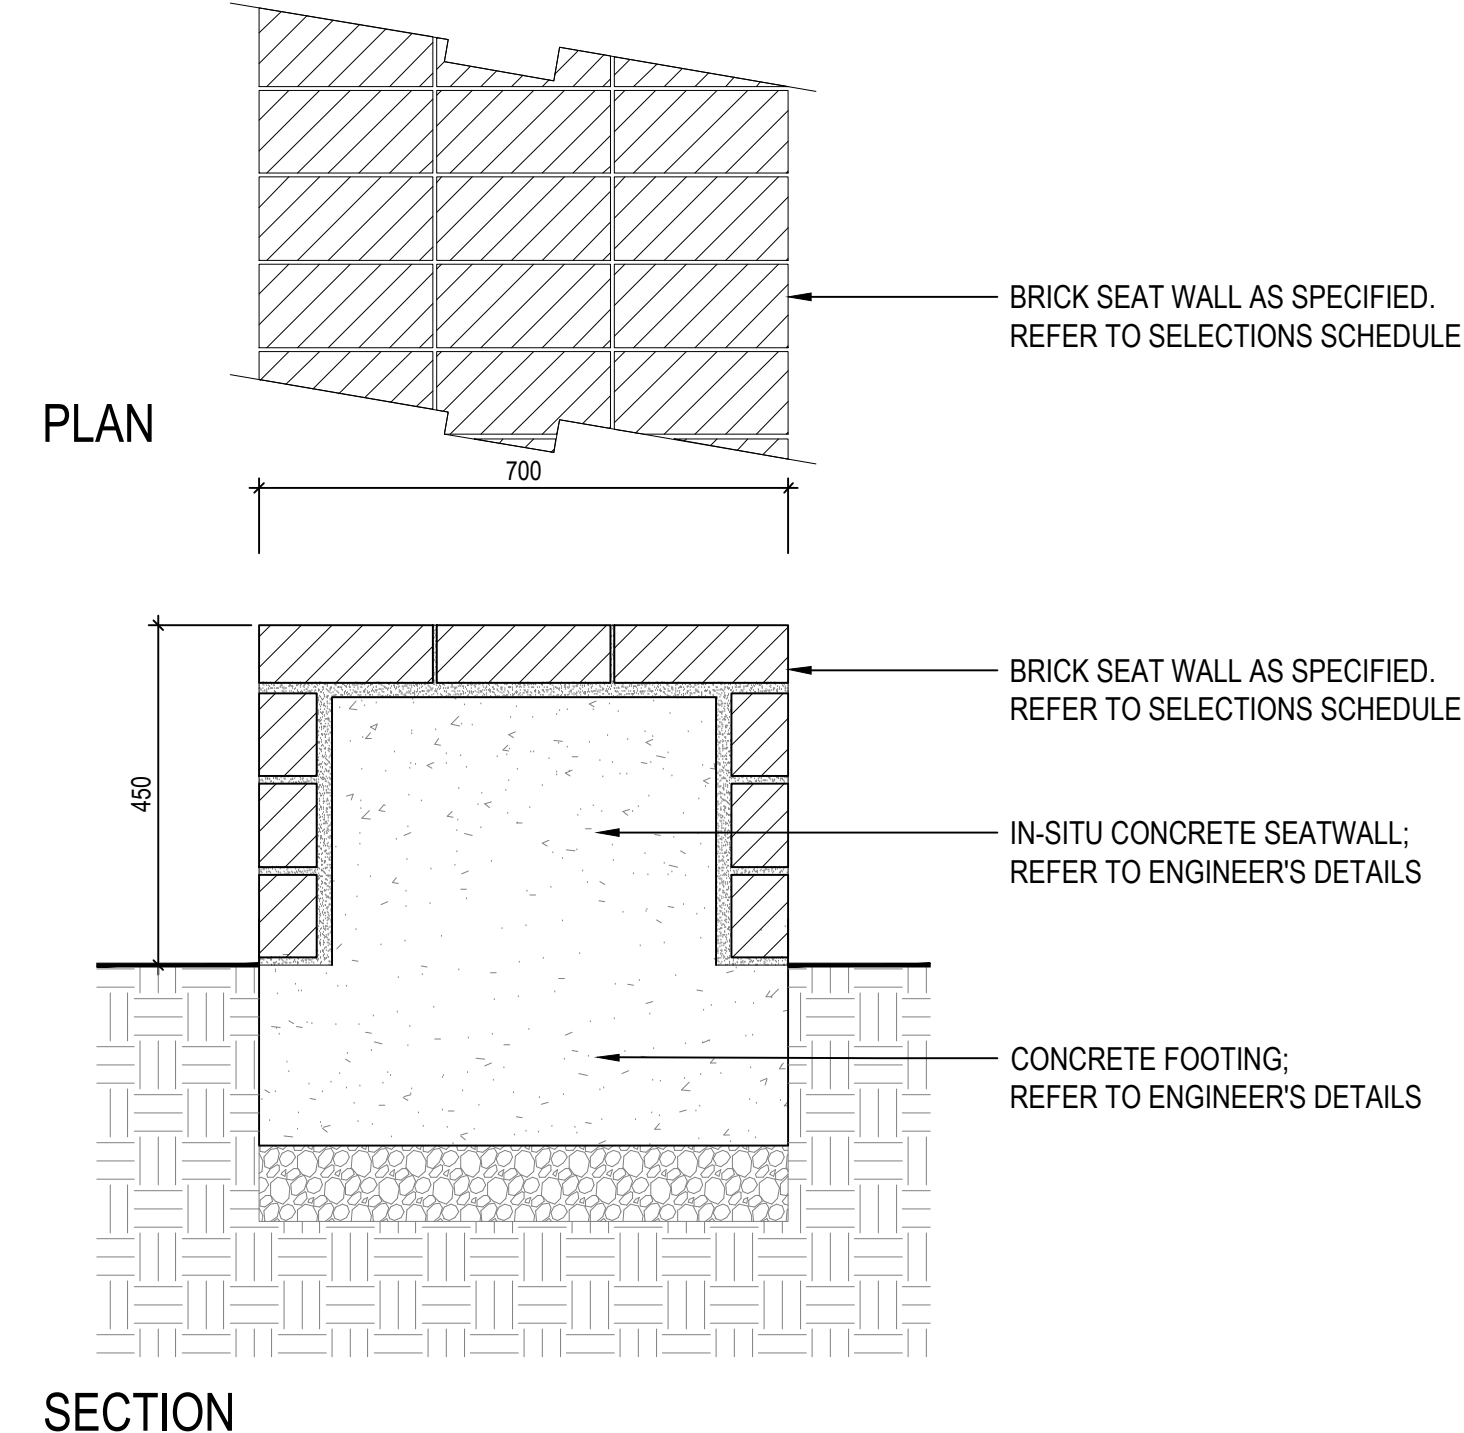 BRICK SEAT WALL AS SPECIFIED.
REFER TO SELECTIONS SCHEDULE
PLAN
700
450
BRICK SEAT WALL AS SPECIFIED.
REFER TO SELECTIONS SCHEDULE
IN-SITU CONCRETE SEATWALL;
REFER TO ENGINEER'S DETAILS
CONCRETE FOOTING;
REFER TO ENGINEER'S DETAILS
SECTION